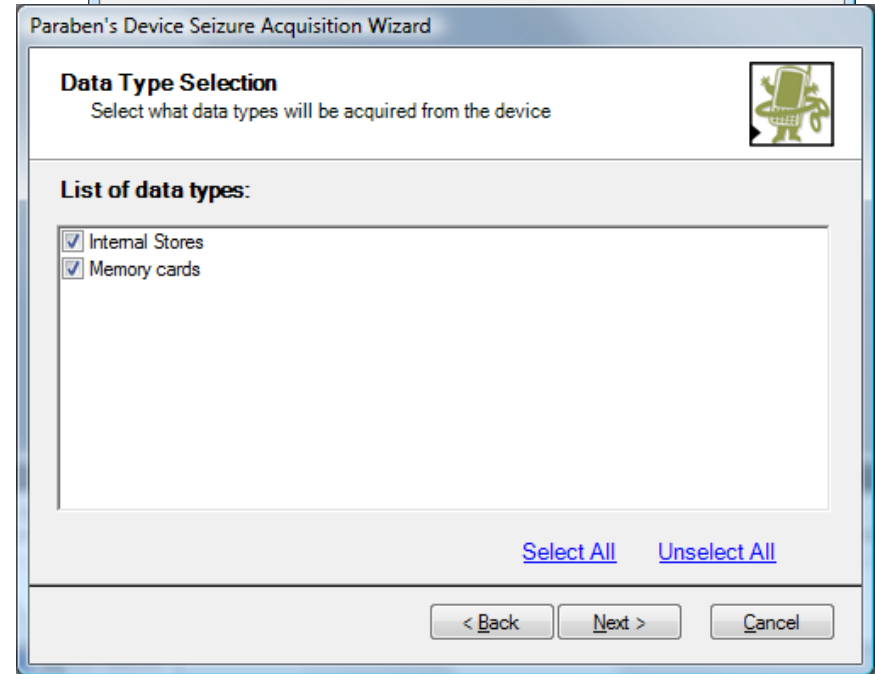 Paraben's Device Seizure Acquisition Wizard
Data Type Selection
Select what data types will be acquired from the device
List of data types:
Internal Stores
Memory cards
Select All Unselect All
< Back Next > Cancel